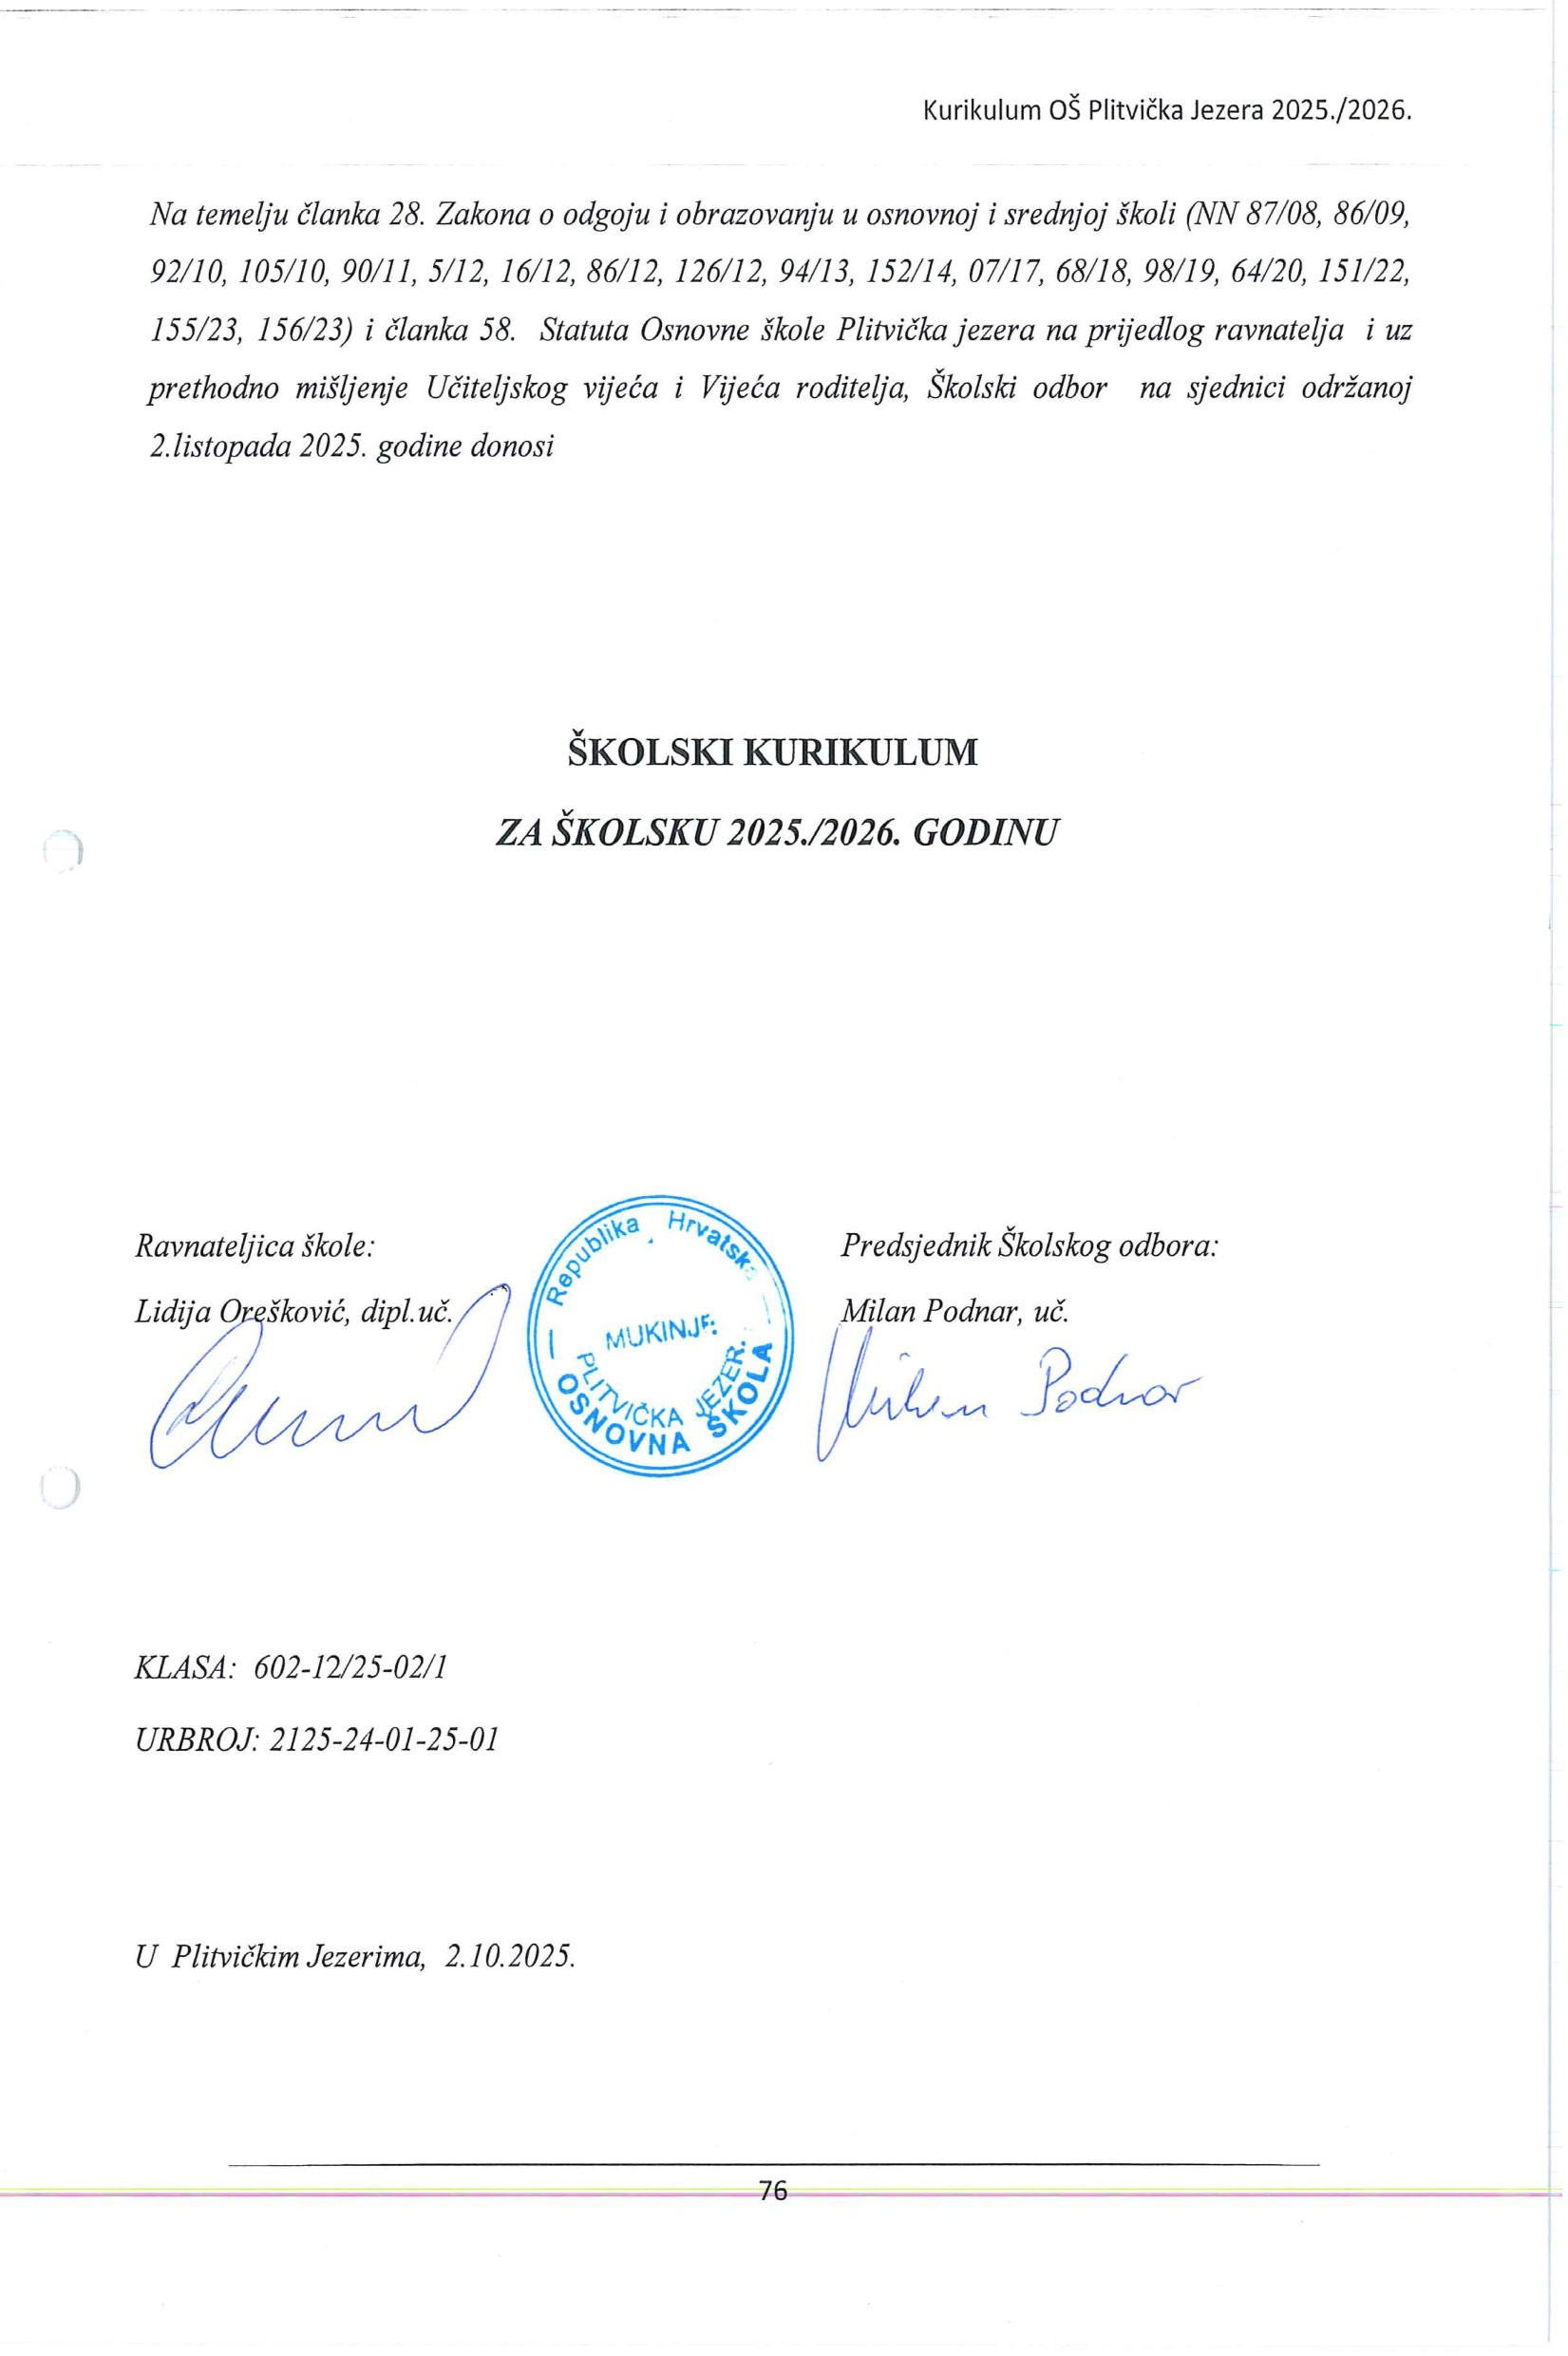 Kurikulum OŠ Plitvička Jezera 2025./2026.
Na temelju članka 28. Zakona o odgoju i obrazovanju u osnovnoj i srednjoj školi (NN 87/08, 86/09,
92/10, 105/10, 90/11, 5/12, 16/12, 86/12, 126/12, 94/13, 152/14, 07/17, 68/18, 98/19, 64/20, 151/22,
155/23, 156/23) i članka 58.  Statuta Osnovne škole Plitvička jezera na prijedlog ravnatelja  i uz
prethodno mišljenje Učiteljskog vijeća i Vijeća roditelja, Školski odbor  na sjednici održanoj
2.listopada 2025. godine donosi
ŠKOLSKI KURIKULUM
ZA ŠKOLSKU 2025./2026. GODINU
Ravnateljica škole:
Lidija Orešković, dipl.uč.
Republika Hrvatska
MUKINJE
PLITVIČKA JEZER.
OSNOVNA ŠKOLA
Predsjednik Školskog odbora:
Milan Podnar, uč.
Milan Podnar
KLASA:  602-12/25-02/1
URBROJ: 2125-24-01-25-01
U  Plitvičkim Jezerima,  2.10.2025.
76